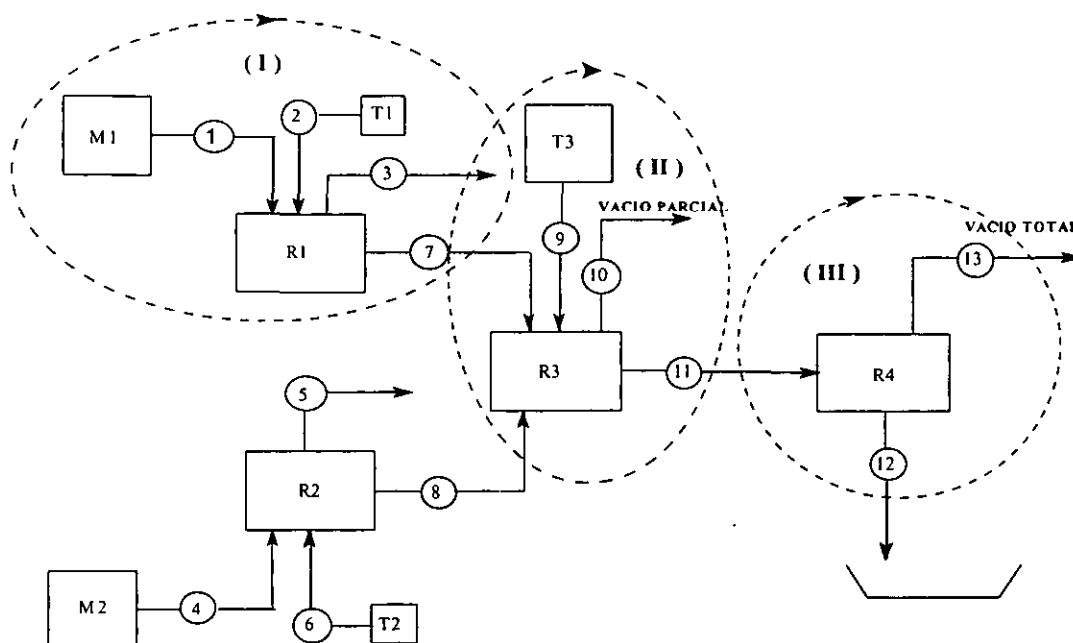 ( I )
M1
1
2
T1
3
R1
7
T3
( II )
VACIO PARCIAL
9
10
R3
11
VACIO TOTAL
13
( III )
R4
12
5
R2
8
M2
4
6
T2